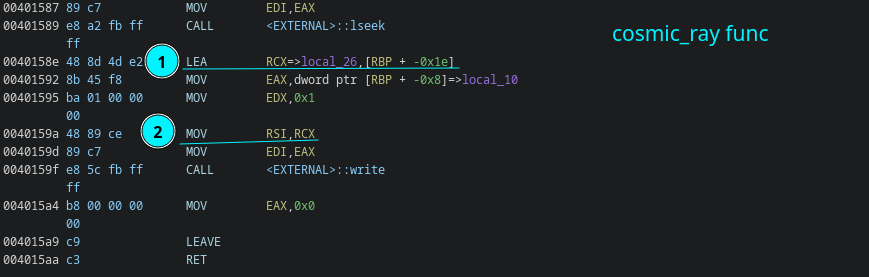 00401587 89 c7 MOV EDI,EAX
00401589 e8 a2 fb ff CALL <EXTERNAL>::lseek
ff
cosmic_ray func
0040158e 48 8d 4d e2 1 LEA RCX=>local_26,[RBP + -0x1e]
00401592 8b 45 f8 MOV EAX,dword ptr [RBP + -0x8]=>local_10
00401595 ba 01 00 00 MOV EDX,0x1
00
0040159a 48 89 ce 2 MOV RSI,RCX
0040159d 89 c7 MOV EDI,EAX
0040159f e8 5c fb ff CALL <EXTERNAL>::write
ff
004015a4 b8 00 00 00 MOV EAX,0x0
00
004015a9 c9 LEAVE
004015aa c3 RET